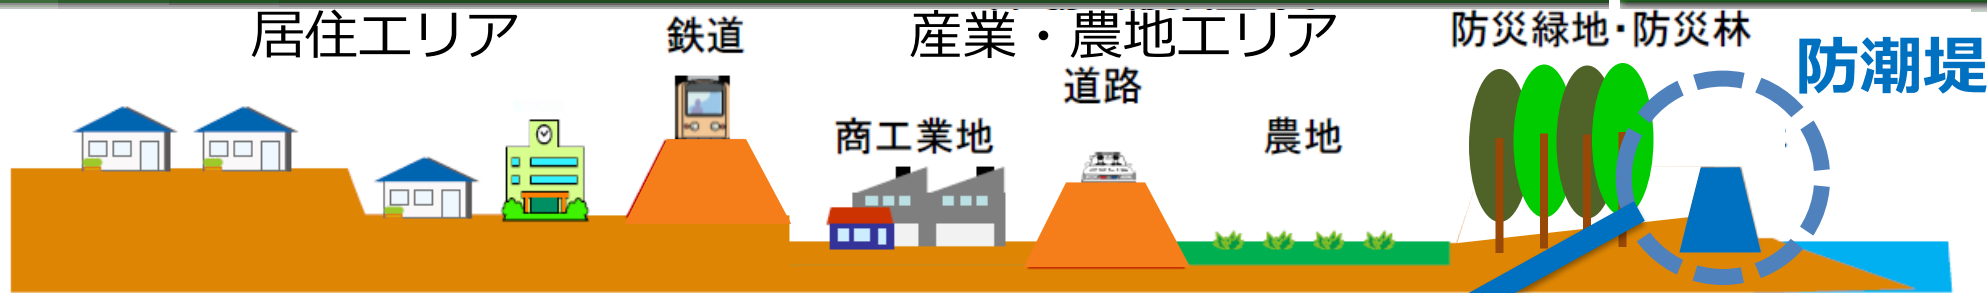 居住エリア
鉄道
産業・農地エリア
防災緑地・防災林
防潮堤
道路
商工業地
農地